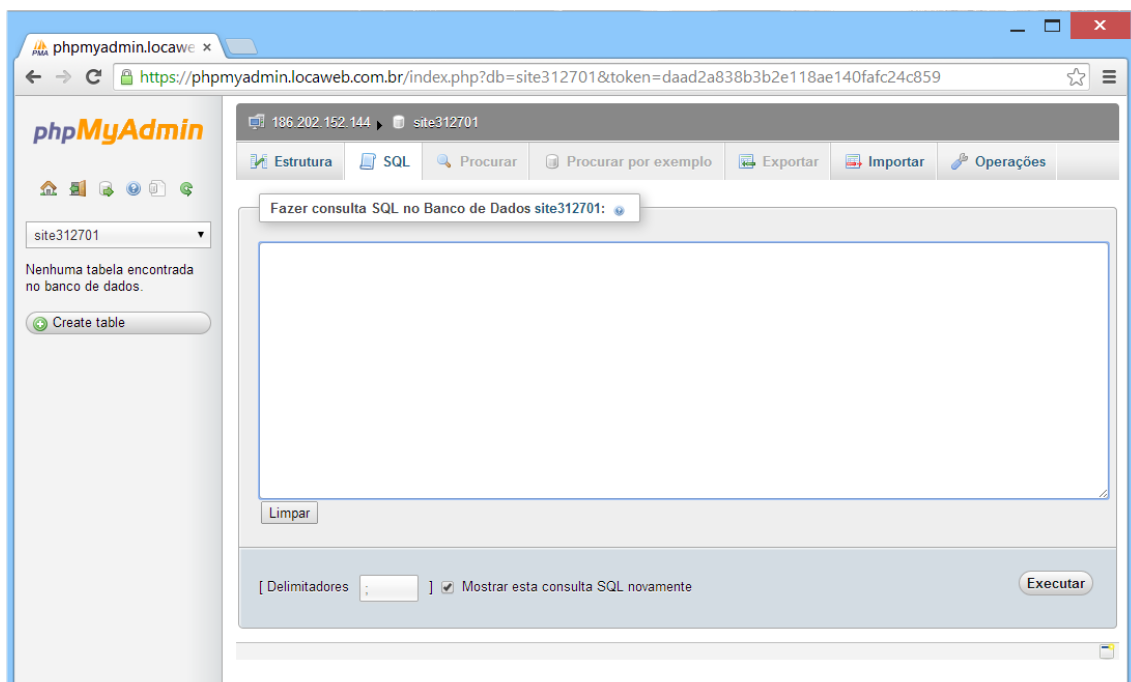 phpmyadmin.locawe
https://phpmyadmin.locaweb.com.br/index.php?db=site312701&token=daad2a838b3b2e118ae140fafc24c859
phpMyAdmin
186.202.152.144 site312701
Estrutura SQL Procurar Procurar por exemplo Exportar Importar Operações
site312701
Nenhuma tabela encontrada
no banco de dados.
Create table
Fazer consulta SQL no Banco de Dados site312701:
Limpar
[ Delimitadores ; ] Mostrar esta consulta SQL novamente
Executar